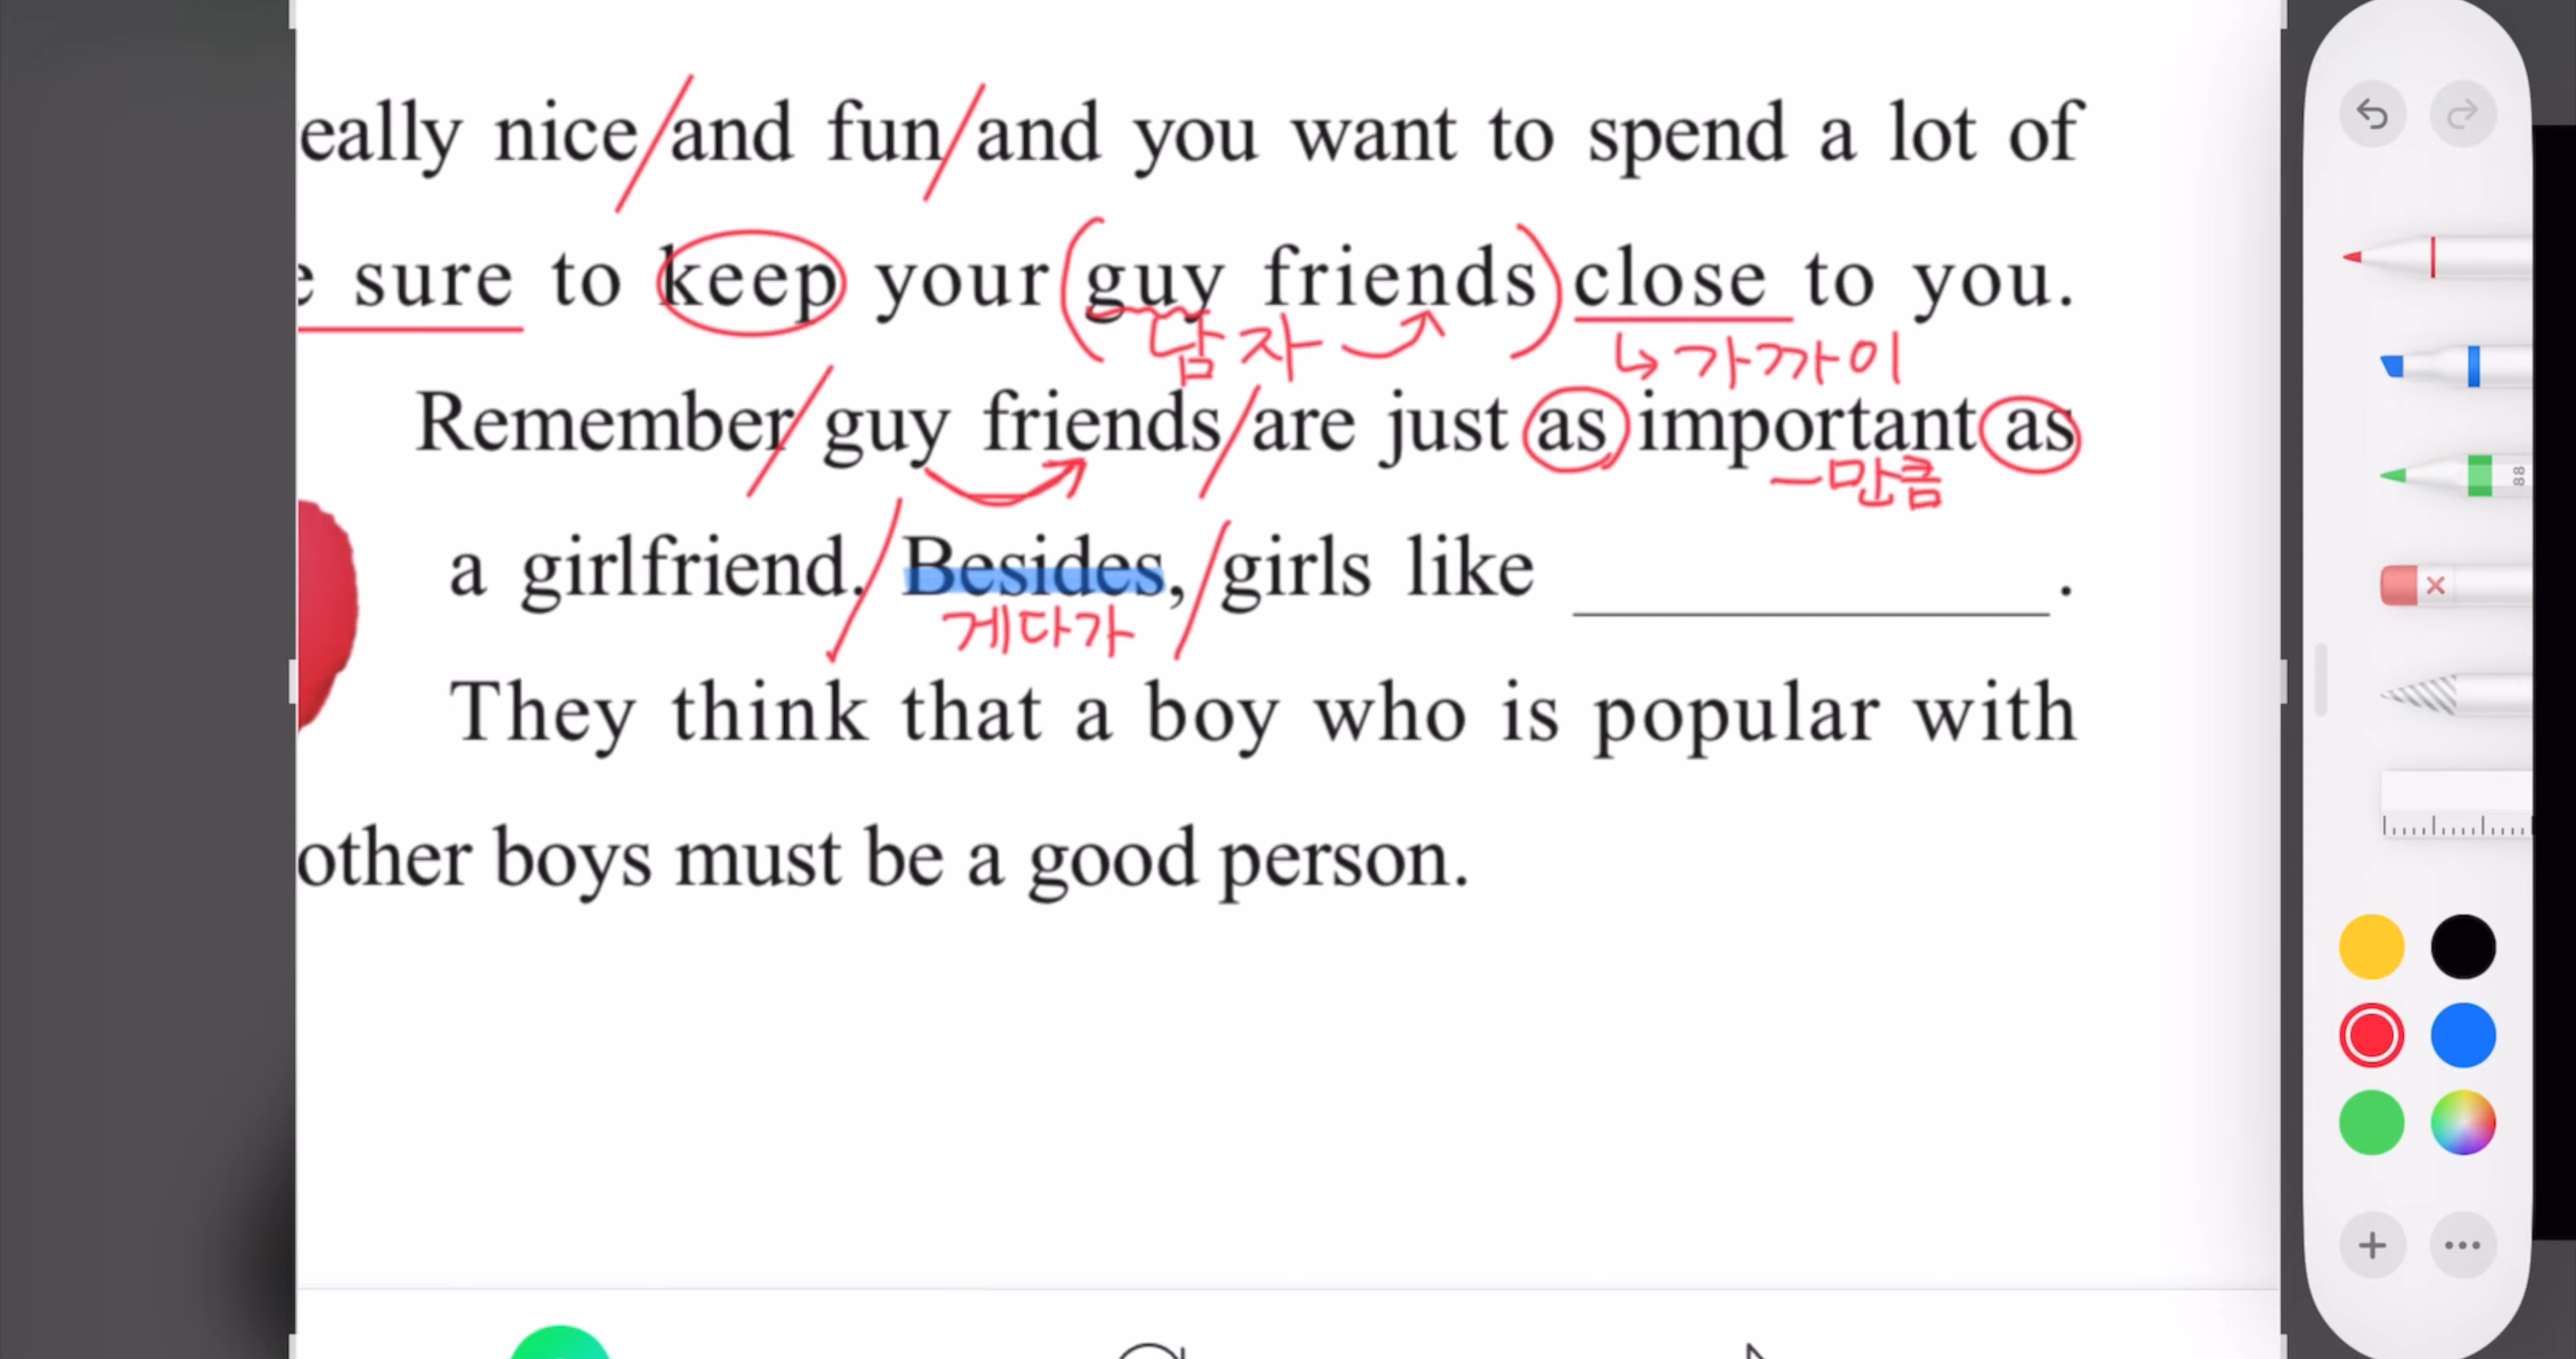 eally nice and fun and you want to spend a lot of
e sure to keep your guy friends close to you.
남자 가까이
Remember guy friends are just as important as
-만큼
a girlfriend. Besides, girls like ____________.
게다가
They think that a boy who is popular with
other boys must be a good person.
88